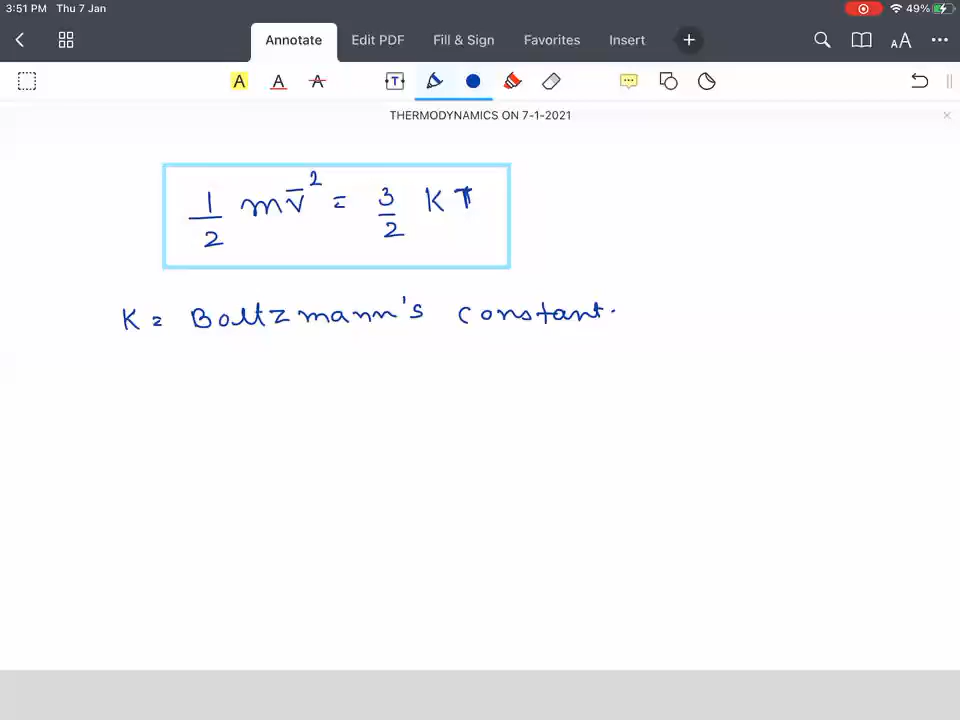 3:51 PM Thu 7 Jan 49%
Annotate Edit PDF Fill & Sign Favorites Insert
THERMODYNAMICS ON 7-1-2021
1/2 mv̄² = 3/2 KT
K = Boltzmann's constant.